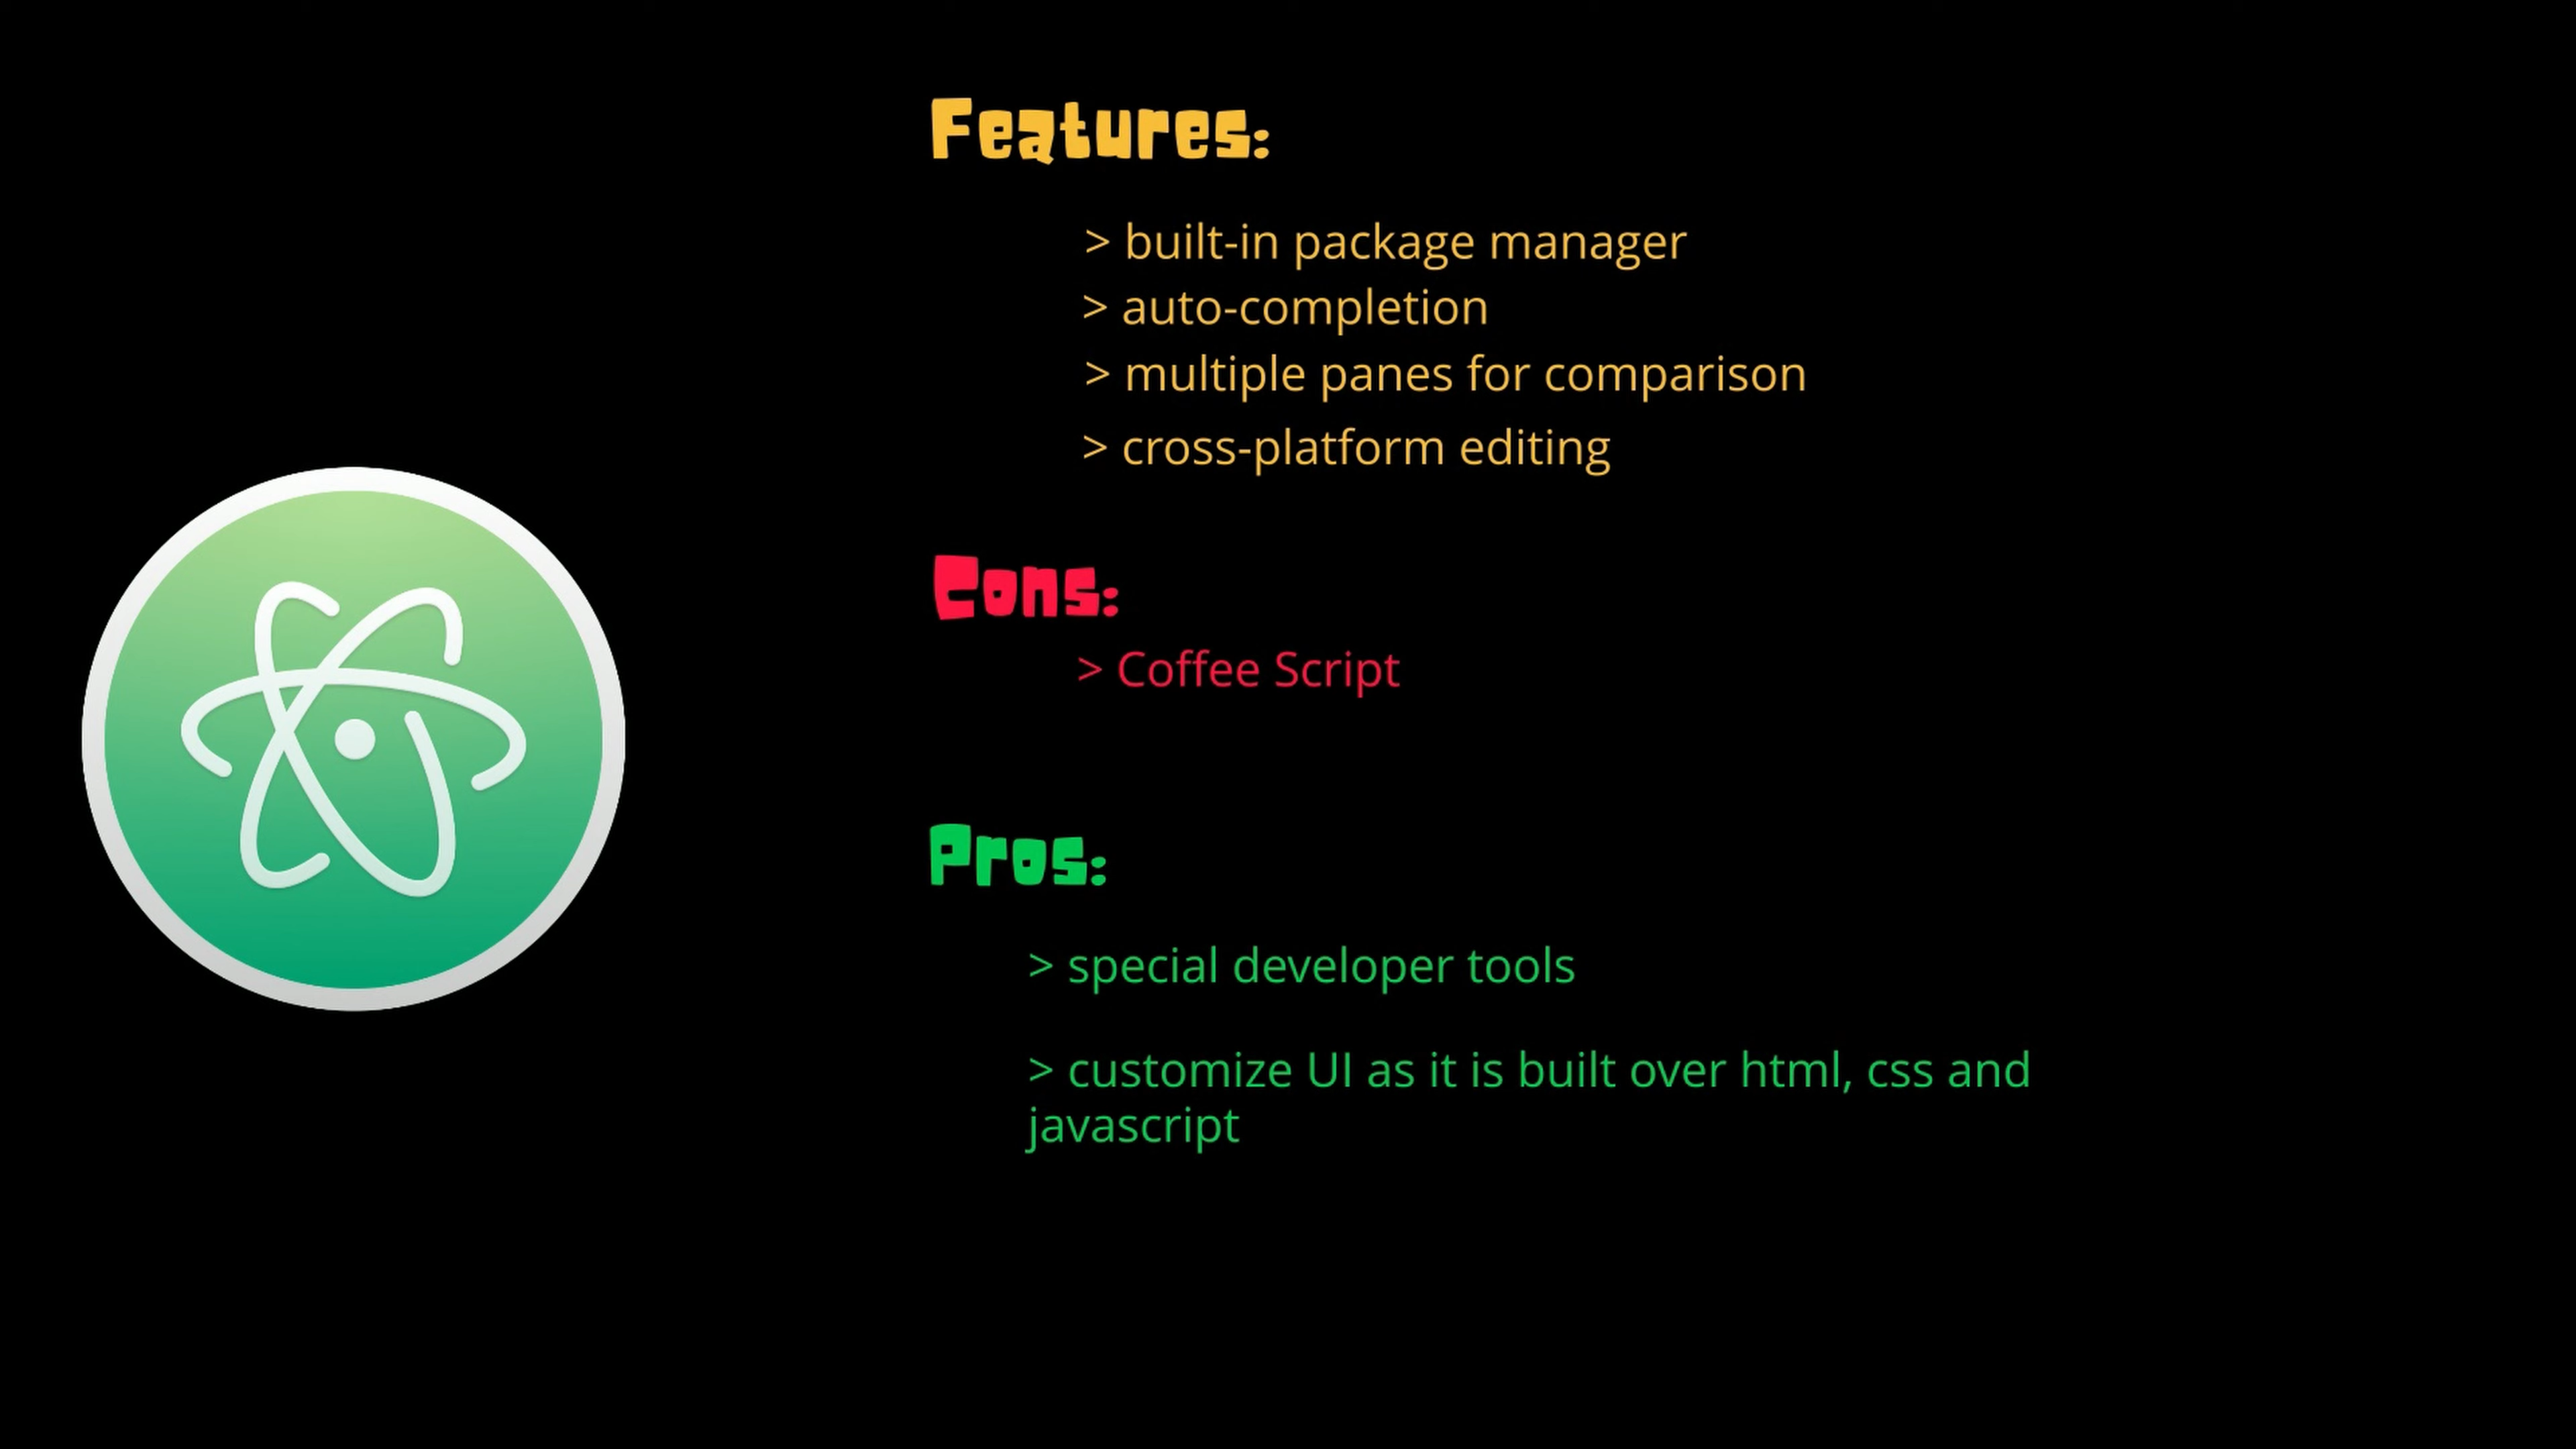 Features:
> built-in package manager
> auto-completion
> multiple panes for comparison
> cross-platform editing
Cons:
> Coffee Script
Pros:
> special developer tools
> customize UI as it is built over html, css and
javascript